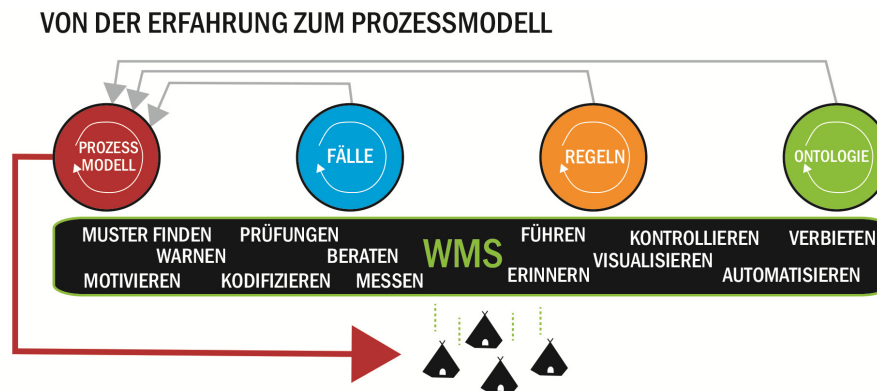 VON DER ERFAHRUNG ZUM PROZESSMODELL
PROZESS
MODELL
FÄLLE
REGELN
ONTOLOGIE
MUSTER FINDEN
PRÜFUNGEN
WARNEN
BERATEN
MOTIVIEREN
KODIFIZIEREN
MESSEN
WMS
FÜHREN
KONTROLLIEREN
VERBIETEN
VISUALISIEREN
ERINNERN
AUTOMATISIEREN